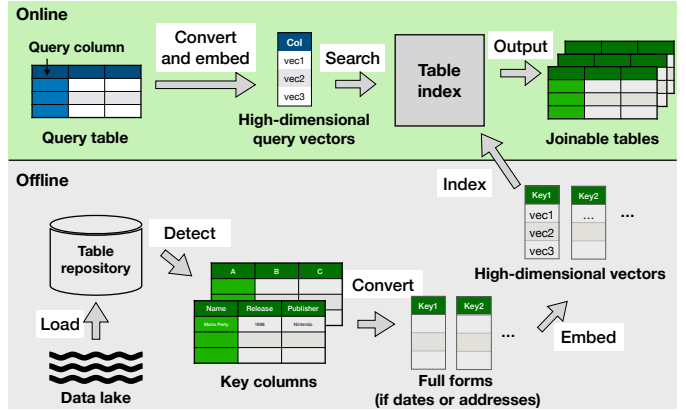 Online
Query column
Query table
Convert
and embed
Col
vec1
vec2
vec3
High-dimensional
query vectors
Search
Table
index
Output
Joinable tables
Offline
Data lake
Load
Table
repository
Detect
A B C
Name Release Publisher
Mario Party 1998 Nintendo
Key columns
Convert
Key1 Key2
...
Full forms
(if dates or addresses)
Embed
Key1 Key2
vec1 ...
vec2
vec3
...
High-dimensional vectors
Index